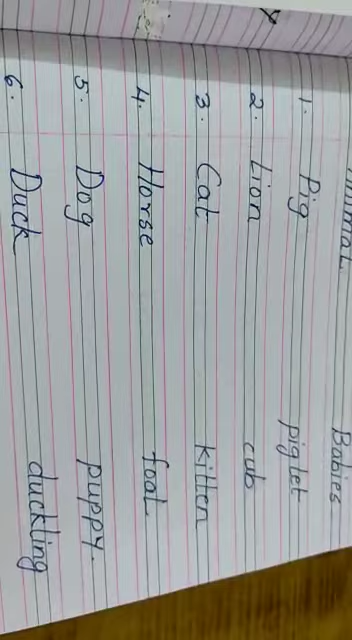 Animal. Babies
1. Pig piglet
2. Lion cub
3. Cat kitten
4. Horse foal
5. Dog puppy.
6. Duck duckling